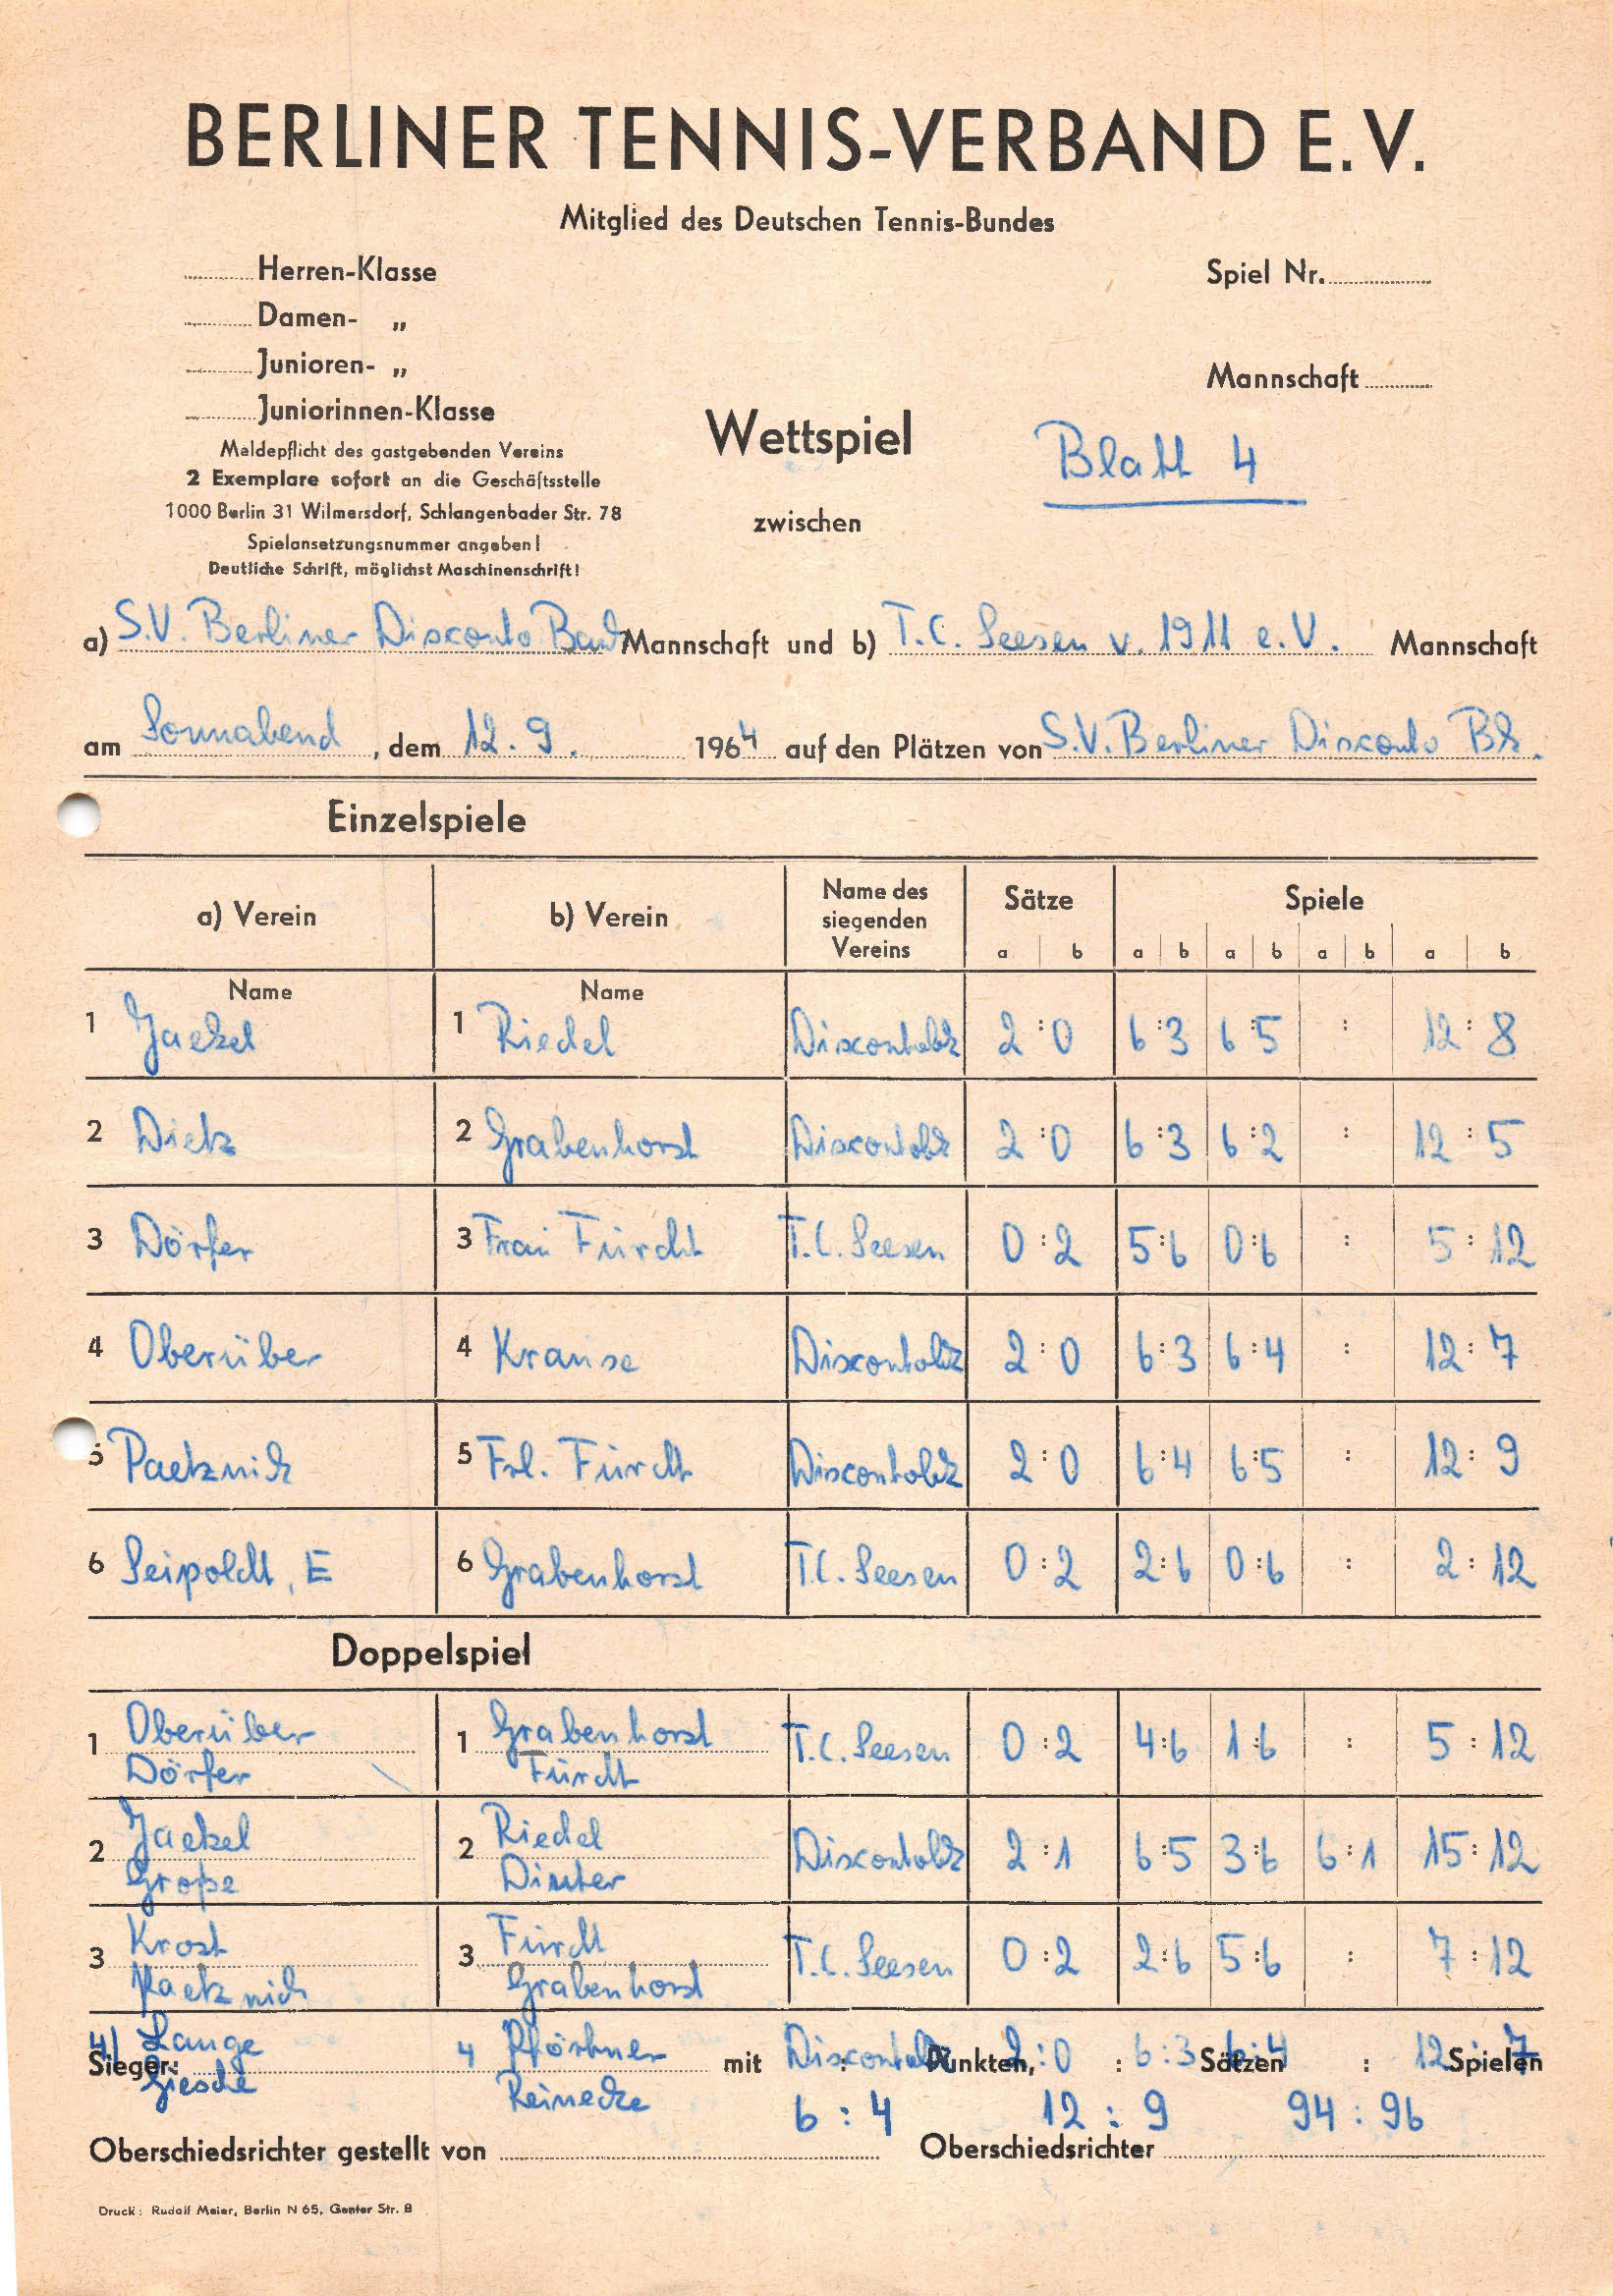 BERLINER TENNIS-VERBAND E.V.
Mitglied des Deutschen Tennis-Bundes
Herren-Klasse
Spiel Nr.
Damen- „
Junioren- „
Mannschaft
Juniorinnen-Klasse
Wettspiel
Blatt 4
Meldepflicht des gastgebenden Vereins
2 Exemplare sofort an die Geschäftsstelle
1000 Berlin 31 Wilmersdorf, Schlangenbader Str. 78
zwischen
Spielansetzungsnummer angeben!
Deutliche Schrift, möglichst Maschinenschrift!
a) S.V. Berliner Disconto Bank Mannschaft und b) T.C. Seesen v. 1911 e.V. Mannschaft
am Sonnabend, dem 12.9. 1964 auf den Plätzen von S.V. Berliner Disconto Bk.
Einzelspiele
a) Verein b) Verein Name des siegenden Vereins Sätze Spiele
a b a b a b a b a b
Name Name
1 Jaekel 1 Riedel Discontobk 2:0 6:3 6:5 : 12:8
2 Dietz 2 Grabenhorst Discontobk 2:0 6:3 6:2 : 12:5
3 Dörfer 3 Frau Fürcht T.C. Seesen 0:2 5:6 0:6 : 5:12
4 Oberüber 4 Krause Discontobk 2:0 6:3 6:4 : 12:7
5 Paetznick 5 Frl. Fürcht Discontobk 2:0 6:4 6:5 : 12:9
6 Seipoldt, E 6 Grabenhorst T.C. Seesen 0:2 2:6 0:6 : 2:12
Doppelspiel
1 Oberüber 1 Grabenhorst T.C. Seesen 0:2 4:6 1:6 : 5:12
Dörfer Fürcht
2 Jaekel 2 Riedel Discontobk 2:1 6:5 3:6 6:1 15:12
Große Dinter
3 Krost 3 Fürcht T.C. Seesen 0:2 2:6 5:6 : 7:12
Paetznick Grabenhorst
4) Lange 4 Pförtner Discontobk 2:0 6:3 6:4 12 7
Sieger: mit : Punkten, : Sätzen : Spielen
Giesche Reinecke
6:4 12:9 94:96
Oberschiedsrichter gestellt von Oberschiedsrichter
Druck: Rudolf Meier, Berlin N 65, Genter Str. 8